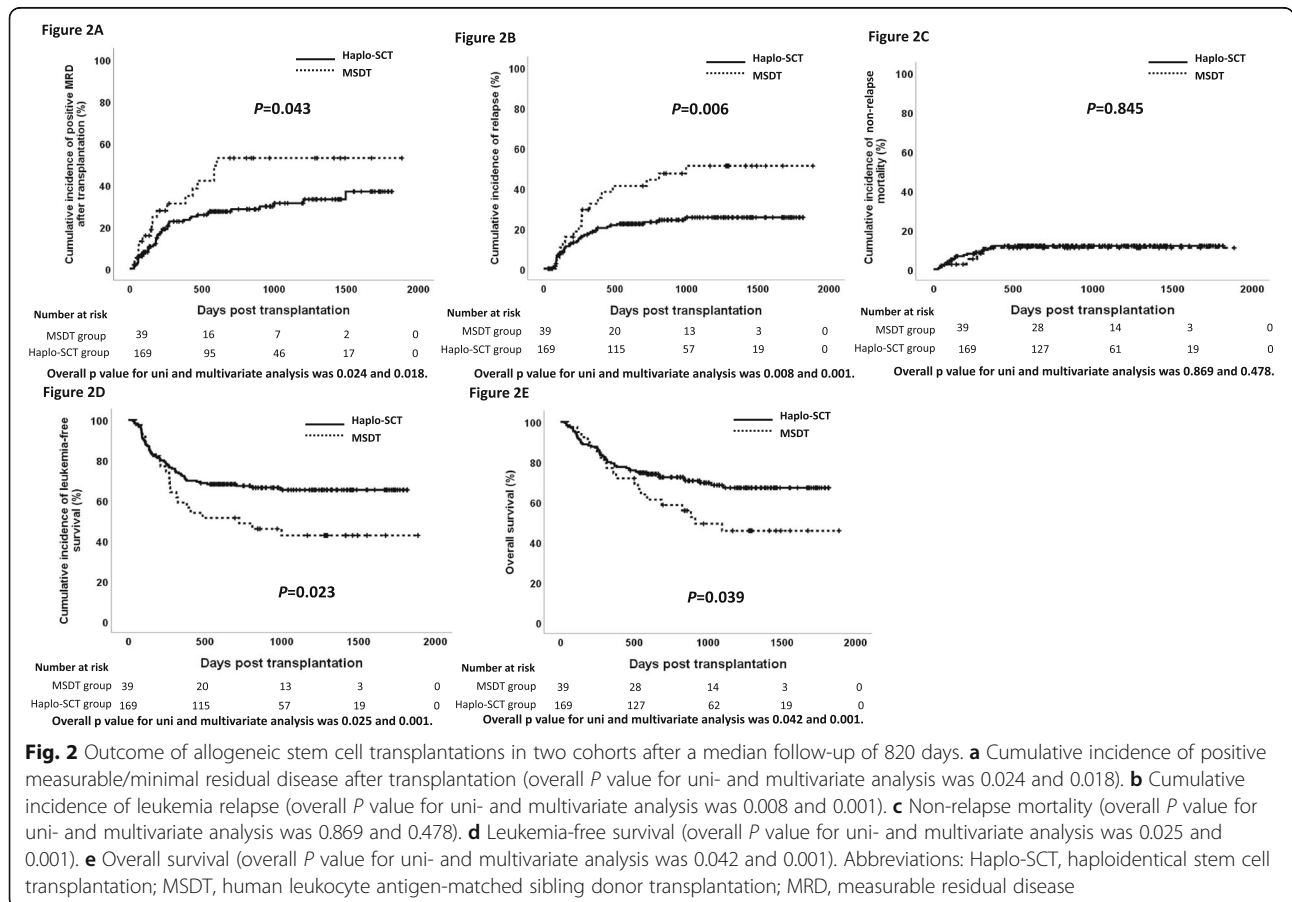 Figure 2A
Cumulative incidence of positive MRD
after transplantation (%)
100
80
60
40
20
0
Haplo-SCT
MSDT
P=0.043
0 500 1000 1500 2000
Days post transplantation
Number at risk
MSDT group 39 16 7 2 0
Haplo-SCT group 169 95 46 17 0
Overall p value for uni and multivariate analysis was 0.024 and 0.018.
Figure 2B
Cumulative incidence of relapse (%)
100
80
60
40
20
0
Haplo-SCT
MSDT
P=0.006
0 500 1000 1500 2000
Days post transplantation
Number at risk
MSDT group 39 20 13 3 0
Haplo-SCT group 169 115 57 19 0
Overall p value for uni and multivariate analysis was 0.008 and 0.001.
Figure 2C
Cumulative incidence of non-relapse
mortality (%)
100
80
60
40
20
0
Haplo-SCT
MSDT
P=0.845
0 500 1000 1500 2000
Days post transplantation
Number at risk
MSDT group 39 28 14 3 0
Haplo-SCT group 169 127 61 19 0
Overall p value for uni and multivariate analysis was 0.869 and 0.478.
Figure 2D
Cumulative incidence of leukemia-free
survival (%)
100
80
60
40
20
0
Haplo-SCT
MSDT
P=0.023
0 500 1000 1500 2000
Days post transplantation
Number at risk
MSDT group 39 20 13 3 0
Haplo-SCT group 169 115 57 19 0
Overall p value for uni and multivariate analysis was 0.025 and 0.001.
Figure 2E
Overall survival (%)
100
80
60
40
20
0
Haplo-SCT
MSDT
P=0.039
0 500 1000 1500 2000
Days post transplantation
Number at risk
MSDT group 39 28 14 3 0
Haplo-SCT group 169 127 62 19 0
Overall p value for uni and multivariate analysis was 0.042 and 0.001.
Fig. 2 Outcome of allogeneic stem cell transplantations in two cohorts after a median follow-up of 820 days. a Cumulative incidence of positive
measurable/minimal residual disease after transplantation (overall P value for uni- and multivariate analysis was 0.024 and 0.018). b Cumulative
incidence of leukemia relapse (overall P value for uni- and multivariate analysis was 0.008 and 0.001). c Non-relapse mortality (overall P value for
uni- and multivariate analysis was 0.869 and 0.478). d Leukemia-free survival (overall P value for uni- and multivariate analysis was 0.025 and
0.001). e Overall survival (overall P value for uni- and multivariate analysis was 0.042 and 0.001). Abbreviations: Haplo-SCT, haploidentical stem cell
transplantation; MSDT, human leukocyte antigen-matched sibling donor transplantation; MRD, measurable residual disease